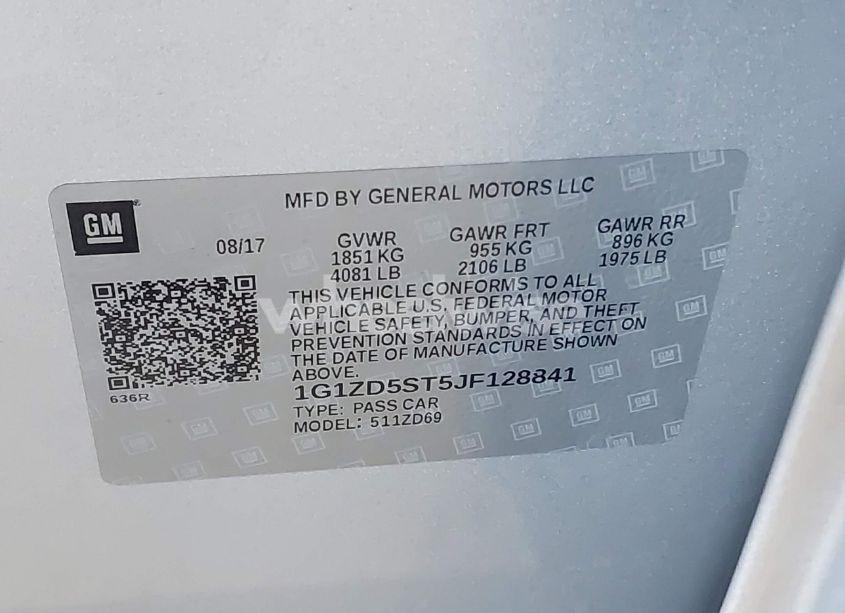 MFD BY GENERAL MOTORS LLC
GM
08/17
GVWR
1851 KG
4081 LB
GAWR FRT
955 KG
2106 LB
GAWR RR
896 KG
1975 LB
THIS VEHICLE CONFORMS TO ALL
APPLICABLE U.S. FEDERAL MOTOR
VEHICLE SAFETY, BUMPER, AND THEFT
PREVENTION STANDARDS IN EFFECT ON
THE DATE OF MANUFACTURE SHOWN
ABOVE.
1G1ZD5ST5JF128841
TYPE: PASS CAR
MODEL: 511ZD69
636R